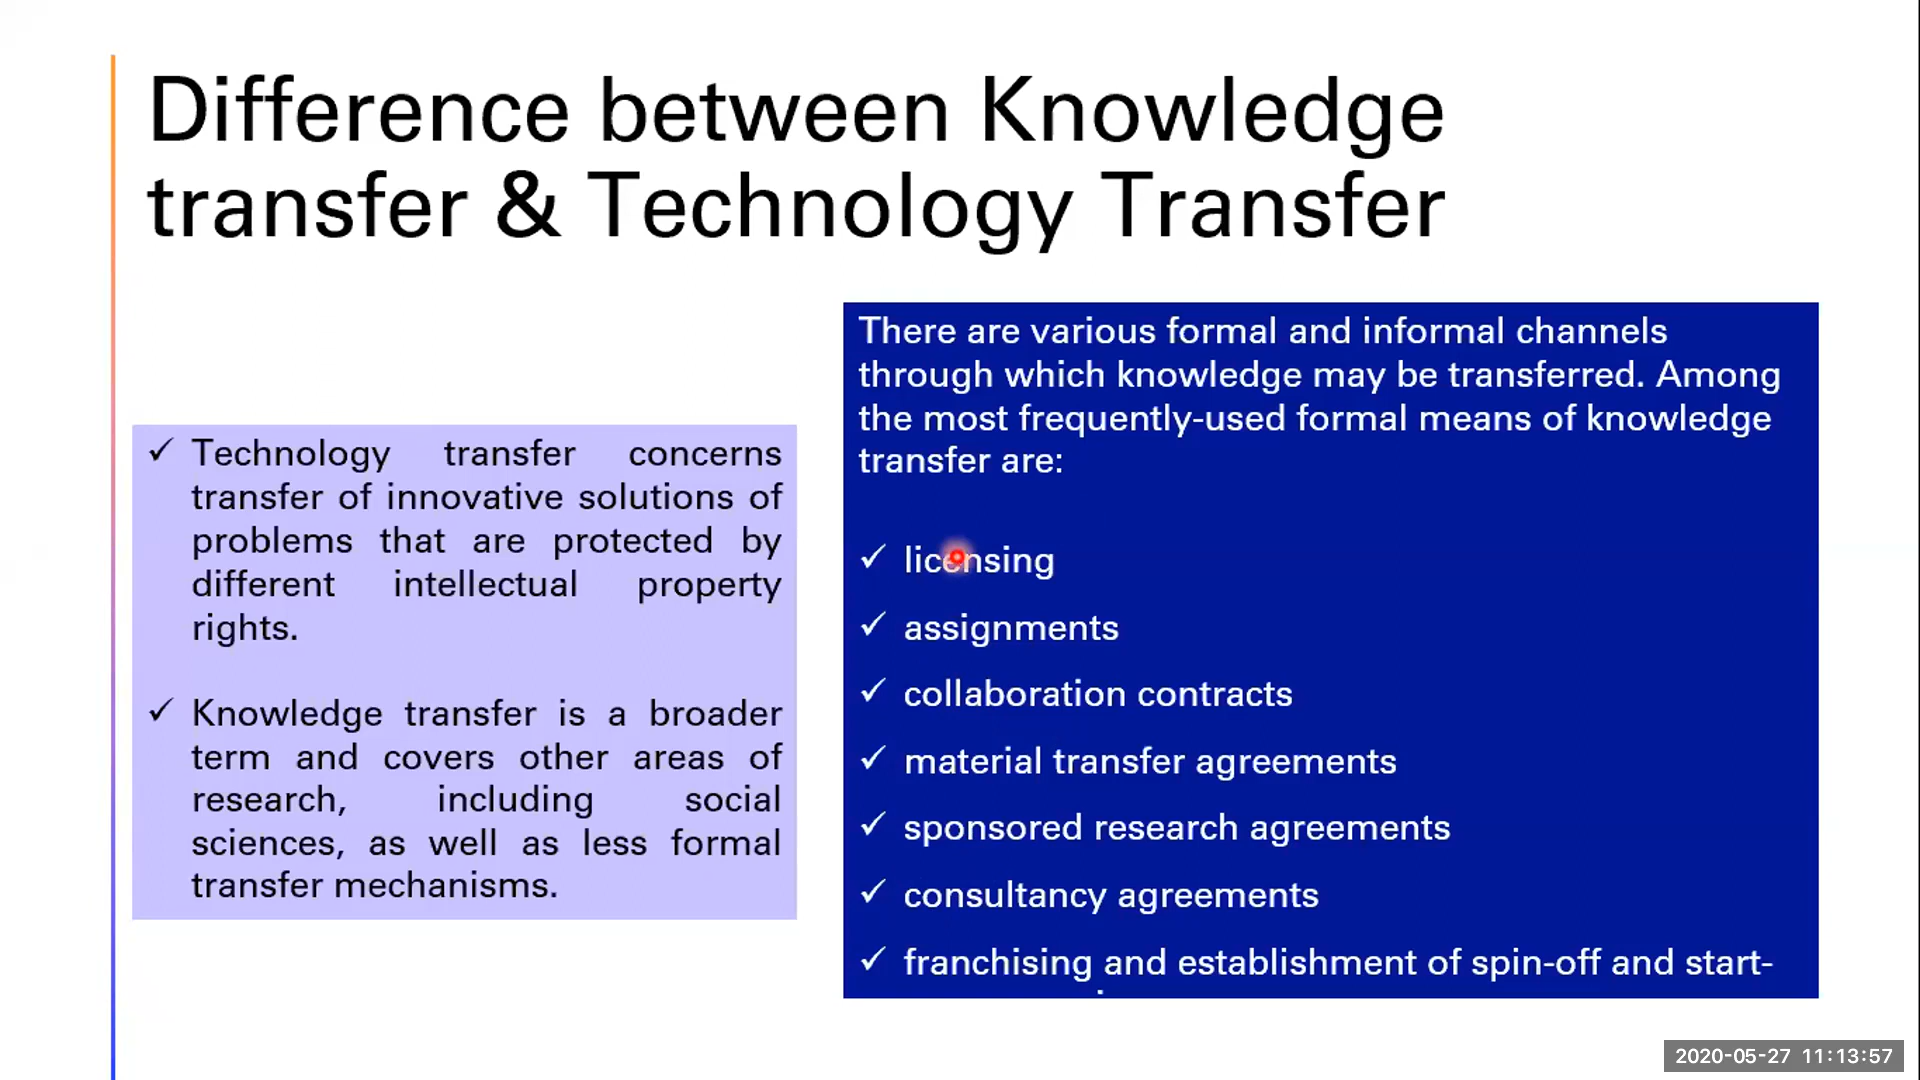 Difference between Knowledge
transfer & Technology Transfer
✓ Technology transfer concerns
transfer of innovative solutions of
problems that are protected by
different intellectual property
rights.
✓ Knowledge transfer is a broader
term and covers other areas of
research, including social
sciences, as well as less formal
transfer mechanisms.
There are various formal and informal channels
through which knowledge may be transferred. Among
the most frequently-used formal means of knowledge
transfer are:
✓ licensing
✓ assignments
✓ collaboration contracts
✓ material transfer agreements
✓ sponsored research agreements
✓ consultancy agreements
✓ franchising and establishment of spin-off and start-
2020-05-27 11:13:57